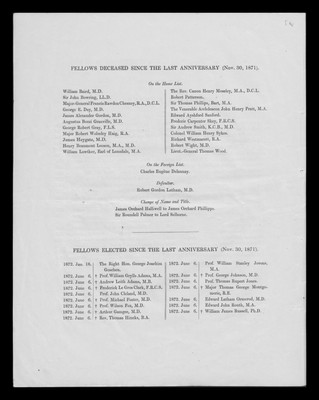 FELLOWS DECEASED SINCE THE LAST ANNIVERSARY (Nov. 30, 1871).
On the Home List.
William Baird, M.D.
Sir John Bowring, LL.D.
Major-General Francis Rawdon Chesney, R.A., D.C.L.
George E. Day, M.D.
James Alexander Gordon, M.D.
Augustus Bozzi Granville, M.D.
George Robert Gray, F.L.S.
Major Robert Wolseley Haig, R.A.
James Heygate, M.D.
Henry Beaumont Leeson, M.A., M.D.
William Lowther, Earl of Lonsdale, M.A.
The Rev. Canon Henry Moseley, M.A., D.C.L.
Robert Patterson.
Sir Thomas Phillips, Bart, M.A.
The Venerable Archdeacon John Henry Pratt, M.A.
Edward Ayshford Sanford.
Frederic Carpenter Skey, F.R.C.S.
Sir Andrew Smith, K.C.B., M.D.
Colonel William Henry Sykes.
Richard Westmacott, R.A.
Robert Wight, M.D.
Lieut.-General Thomas Wood.
On the Foreign List.
Charles Eugène Delaunay.
Defaulter.
Robert Gordon Latham, M.D.
Change of Name and Title.
James Orchard Halliwell to James Orchard Phillipps.
Sir Roundell Palmer to Lord Selborne.
FELLOWS ELECTED SINCE THE LAST ANNIVERSARY (Nov. 30, 1871).
1872. Jan. 18. The Right Hon. George Joachim
Goschen.
1872. June 6. † Prof. William Grylls Adams, M.A.
1872. June 6. † Andrew Leith Adams, M.B.
1872. June 6. † Frederick Le Gros Clark, F.R.C.S.
1872. June 6. Prof. John Cleland, M.D.
1872. June 6. † Prof. Michael Foster, M.D.
1872. June 6. † Prof. Wilson Fox, M.D.
1872. June 6. † Arthur Gamgee, M.D.
1872. June 6. † Rev. Thomas Hincks, B.A.
1872. June 6. Prof. William Stanley Jevons,
M.A.
1872. June 6. † Prof. George Johnson, M.D.
1872. June 6. Prof. Thomas Rupert Jones.
1872. June 6. † Major Thomas George Montgomerie,
R.E.
1872. June 6. Edward Latham Ormerod, M.D.
1872. June 6. Edward John Routh, M.A.
1872. June 6. † William James Russell, Ph.D.